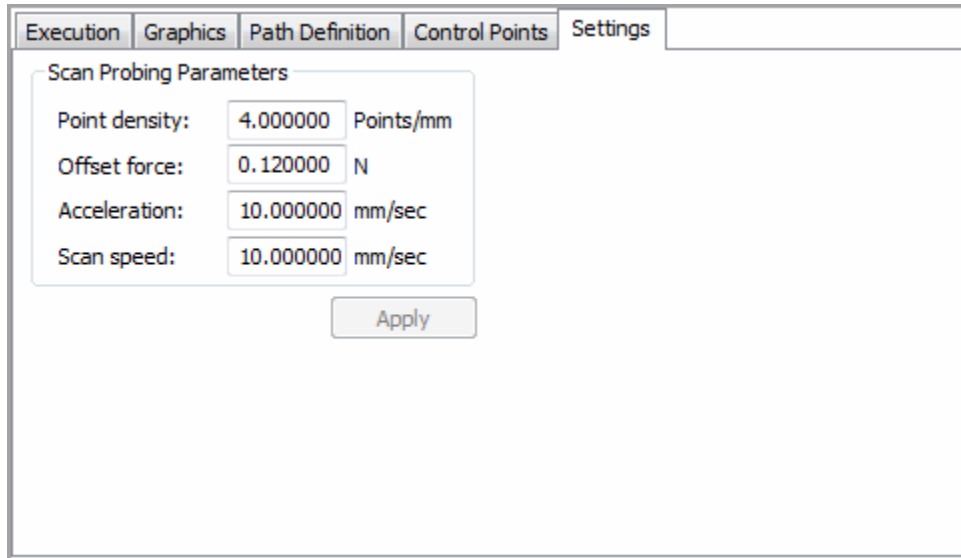 Execution Graphics Path Definition Control Points Settings
Scan Probing Parameters
Point density: 4.000000 Points/mm
Offset force: 0.120000 N
Acceleration: 10.000000 mm/sec
Scan speed: 10.000000 mm/sec
Apply